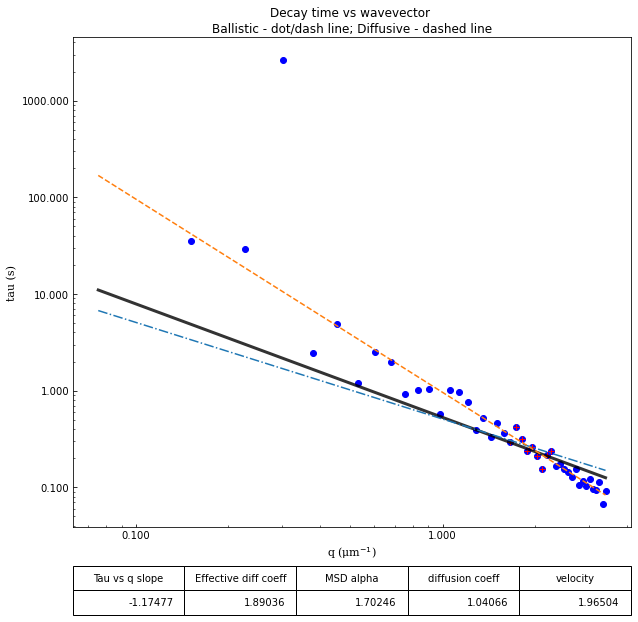 Decay time vs wavevector
Ballistic - dot/dash line; Diffusive - dashed line
1000.000
100.000
10.000
1.000
0.100
tau (s)
0.100 1.000
q (μm⁻¹)
Tau vs q slope Effective diff coeff MSD alpha diffusion coeff velocity
-1.17477 1.89036 1.70246 1.04066 1.96504